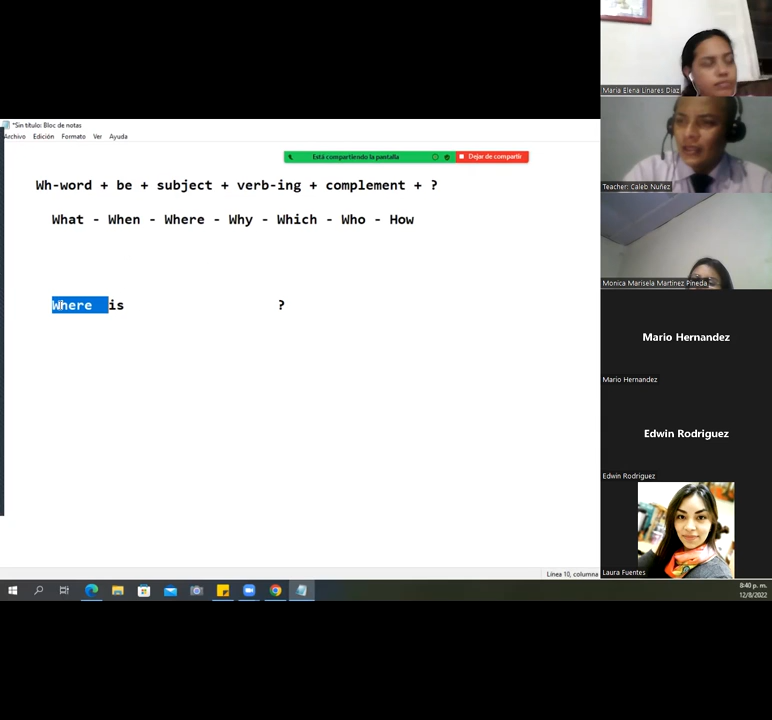 *Sin título: Bloc de notas
Archivo Edición Formato Ver Ayuda
Está compartiendo la pantalla
Dejar de compartir
Wh-word + be + subject + verb-ing + complement + ?
What - When - Where - Why - Which - Who - How
Where is ?
Línea 10, columna
8:40 p. m.
12/8/2022
Maria Elena Linares Diaz
Teacher: Caleb Nuñez
Monica Marisela Martinez Pineda
Mario Hernandez
Mario Hernandez
Edwin Rodriguez
Edwin Rodriguez
Laura Fuentes